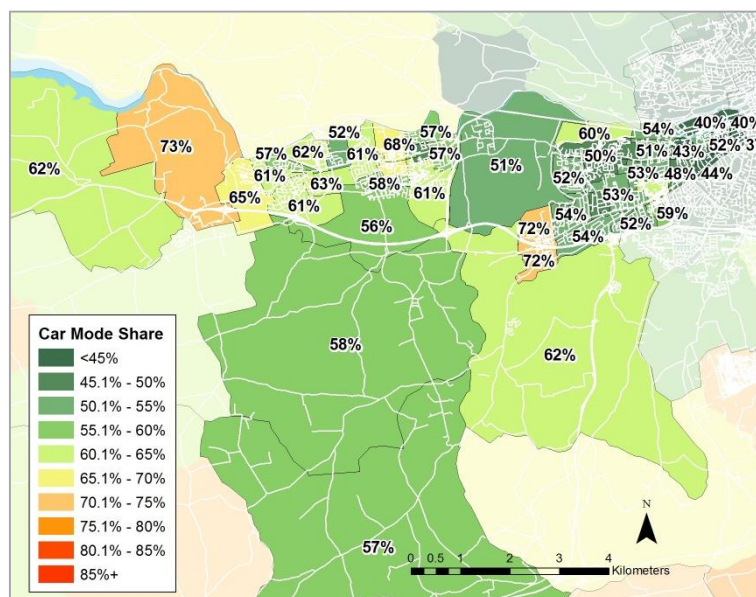 40% 40%
54%
52% 57%
60%
68%
57% 62% 61% 57%
50% 51% 43% 52%
62% 73% 51%
61% 63% 58% 61% 52% 53% 48% 44%
65% 61% 53%
56% 54% 59%
72% 54% 52%
72%
58% 62%
57%
Car Mode Share
<45%
45.1% - 50%
50.1% - 55%
55.1% - 60%
60.1% - 65%
65.1% - 70%
70.1% - 75%
75.1% - 80%
80.1% - 85%
85%+
N
0 0.5 1 2 3 4
Kilometers